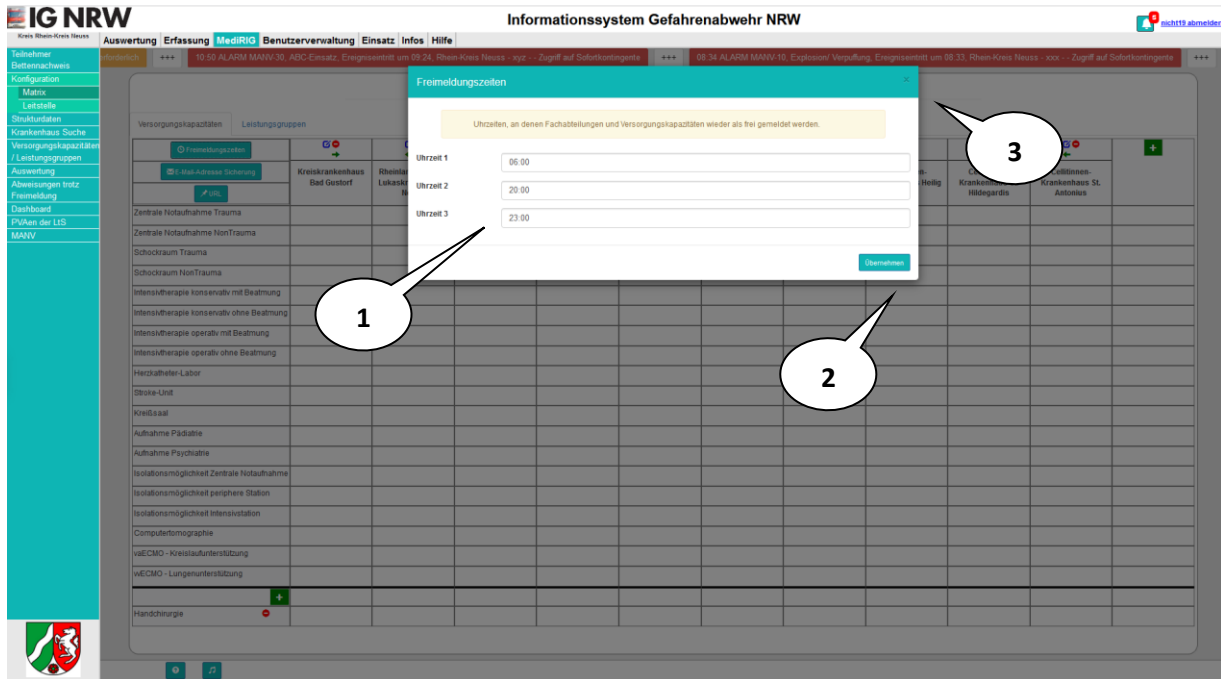 IG NRW
Informationssystem Gefahrenabwehr NRW
8
nicht19 abmelden
Kreis Rhein-Kreis Neuss
Auswertung Erfassung MediRIG Benutzerverwaltung Einsatz Infos Hilfe
+++ 10:50 ALARM MANV-30, ABC-Einsatz, Ereigniseintritt um 09:24, Rhein-Kreis Neuss - xyz - - Zugriff auf Sofortkontingente +++ 08:34 ALARM MANV-10, Explosion/ Verpuffung, Ereigniseintritt um 08:33, Rhein-Kreis Neuss - xxx - - Zugriff auf Sofortkontingente +++
Teilnehmer
Bettennachweis
Konfiguration
Matrix
Leitstelle
Strukturdaten
Krankenhaus Suche
Versorgungskapazitäten
/ Leistungsgruppen
Auswertung
Abweisungen trotz
Freimeldung
Dashboard
PVAen der LtS
MANV
Freimeldungszeiten
×
Uhrzeiten, an denen Fachabteilungen und Versorgungskapazitäten wieder als frei gemeldet werden.
Uhrzeit 1 06:00
Uhrzeit 2 20:00
Uhrzeit 3 23:00
Übernehmen
1
2
3
Versorgungskapazitäten Leistungsgruppen
Freimeldungszeiten
E-Mail-Adresse Sicherung
URL
Kreiskrankenhaus
Bad Gustorf
Heilig
Hildegardis
Cellitinnen-
Krankenhaus St.
Antonius
+
Zentrale Notaufnahme Trauma
Zentrale Notaufnahme NonTrauma
Schockraum Trauma
Schockraum NonTrauma
Intensivtherapie konservativ mit Beatmung
Intensivtherapie konservativ ohne Beatmung
Intensivtherapie operativ mit Beatmung
Intensivtherapie operativ ohne Beatmung
Herzkatheter-Labor
Stroke-Unit
Kreißsaal
Aufnahme Pädiatrie
Aufnahme Psychiatrie
Isolationsmöglichkeit Zentrale Notaufnahme
Isolationsmöglichkeit periphere Station
Isolationsmöglichkeit Intensivstation
Computertomographie
vaECMO - Kreislaufunterstützung
vvECMO - Lungenunterstützung
+
Handchirurgie